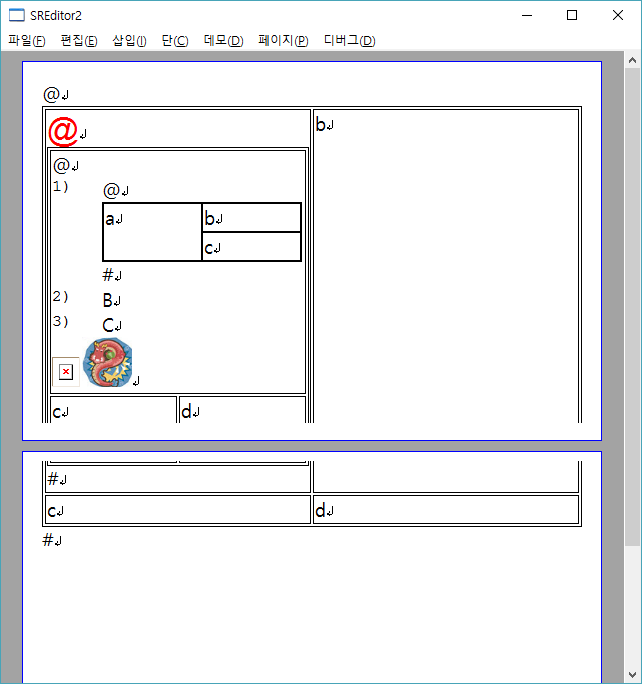 SREditor2
파일(F) 편집(E) 삽입(I) 단(C) 데모(D) 페이지(P) 디버그(D)
@↲
@↲ b↲
@↲
1) @↲
a↲ b↲
c↲
#↲
2) B↲
3) C↲
↲
c↲ d↲
#↲
c↲ d↲
#↲